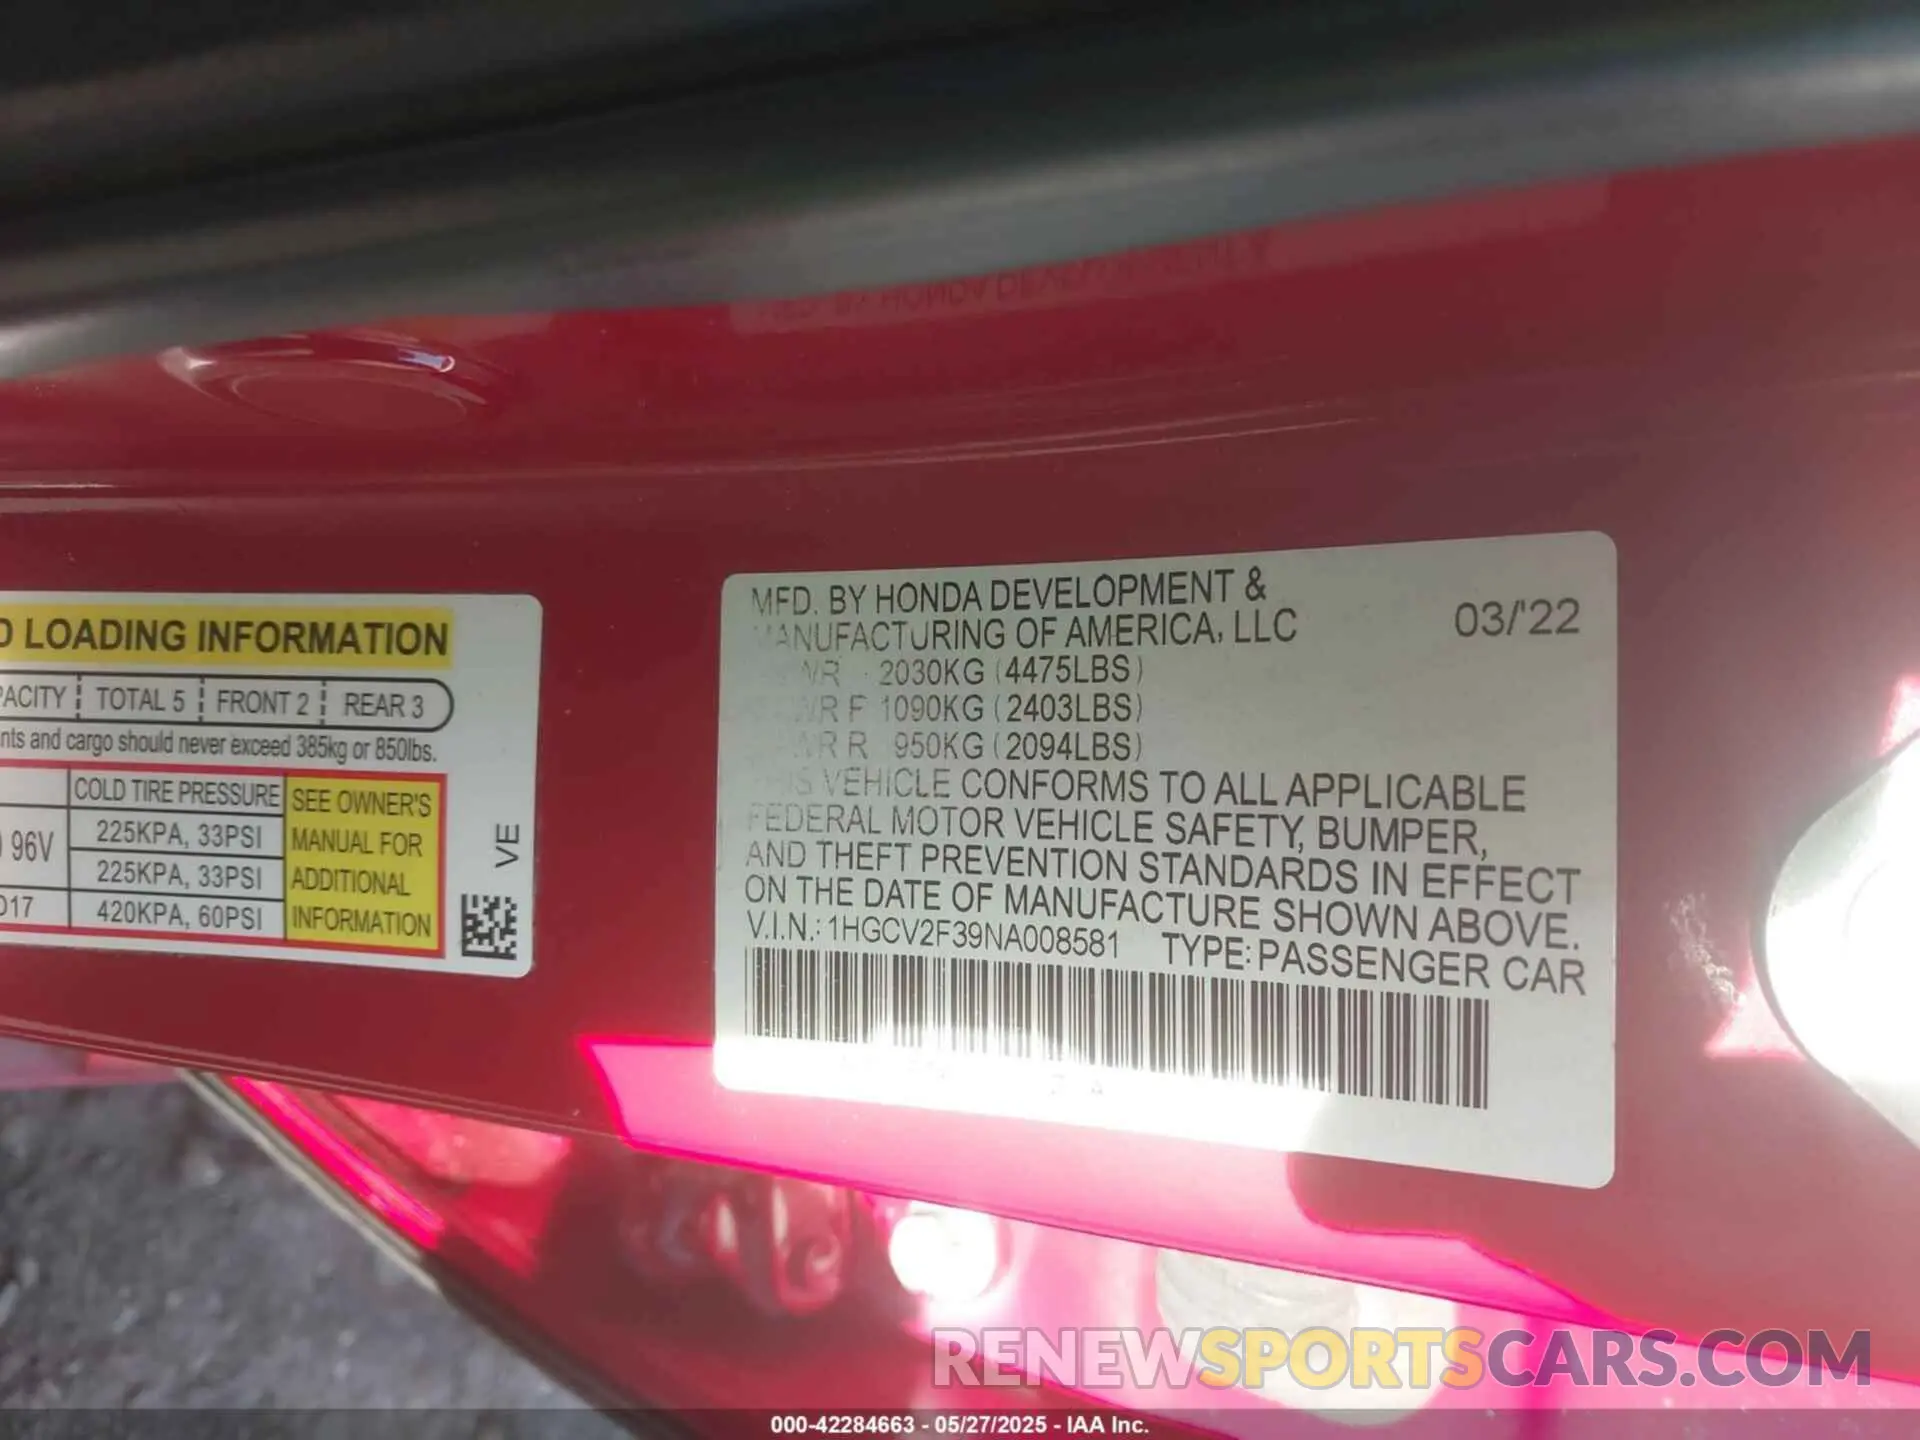 LOADING INFORMATION
TOTAL 5 FRONT 2 REAR 3
and cargo should never exceed 385kg or 850lbs.
COLD TIRE PRESSURE
96V 225KPA, 33PSI
225KPA, 33PSI
420KPA, 60PSI
SEE OWNER'S
MANUAL FOR
ADDITIONAL
INFORMATION
VE
MFD. BY HONDA DEVELOPMENT &
MANUFACTURING OF AMERICA, LLC
03/'22
2030KG (4475LBS)
F 1090KG (2403LBS)
R 950KG (2094LBS)
THIS VEHICLE CONFORMS TO ALL APPLICABLE
FEDERAL MOTOR VEHICLE SAFETY, BUMPER,
AND THEFT PREVENTION STANDARDS IN EFFECT
ON THE DATE OF MANUFACTURE SHOWN ABOVE.
V.I.N.: 1HGCV2F39NA008581 TYPE: PASSENGER CAR
RENEWSPORTSCARS.COM
000-42284663 - 05/27/2025 - IAA Inc.